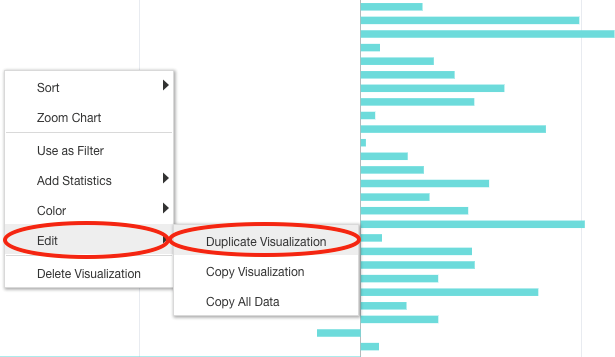 Sort
Zoom Chart
Use as Filter
Add Statistics
Color
Edit
Delete Visualization
Duplicate Visualization
Copy Visualization
Copy All Data